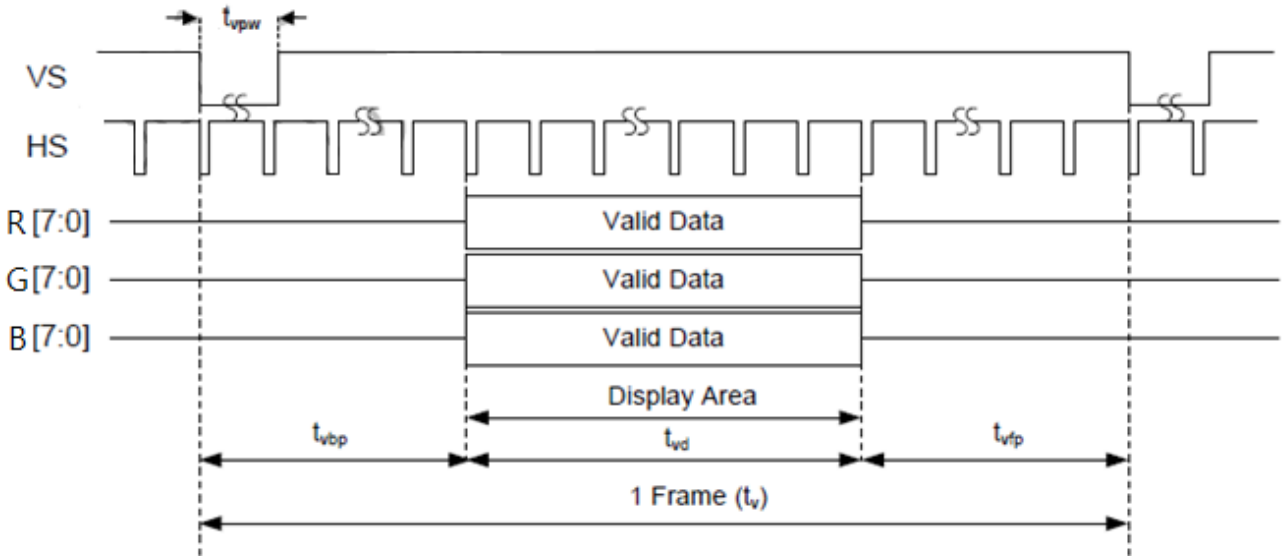 tvpw
VS
HS
R[7:0] Valid Data
G[7:0] Valid Data
B[7:0] Valid Data
Display Area
tvbp tvd tvfp
1 Frame (tv)